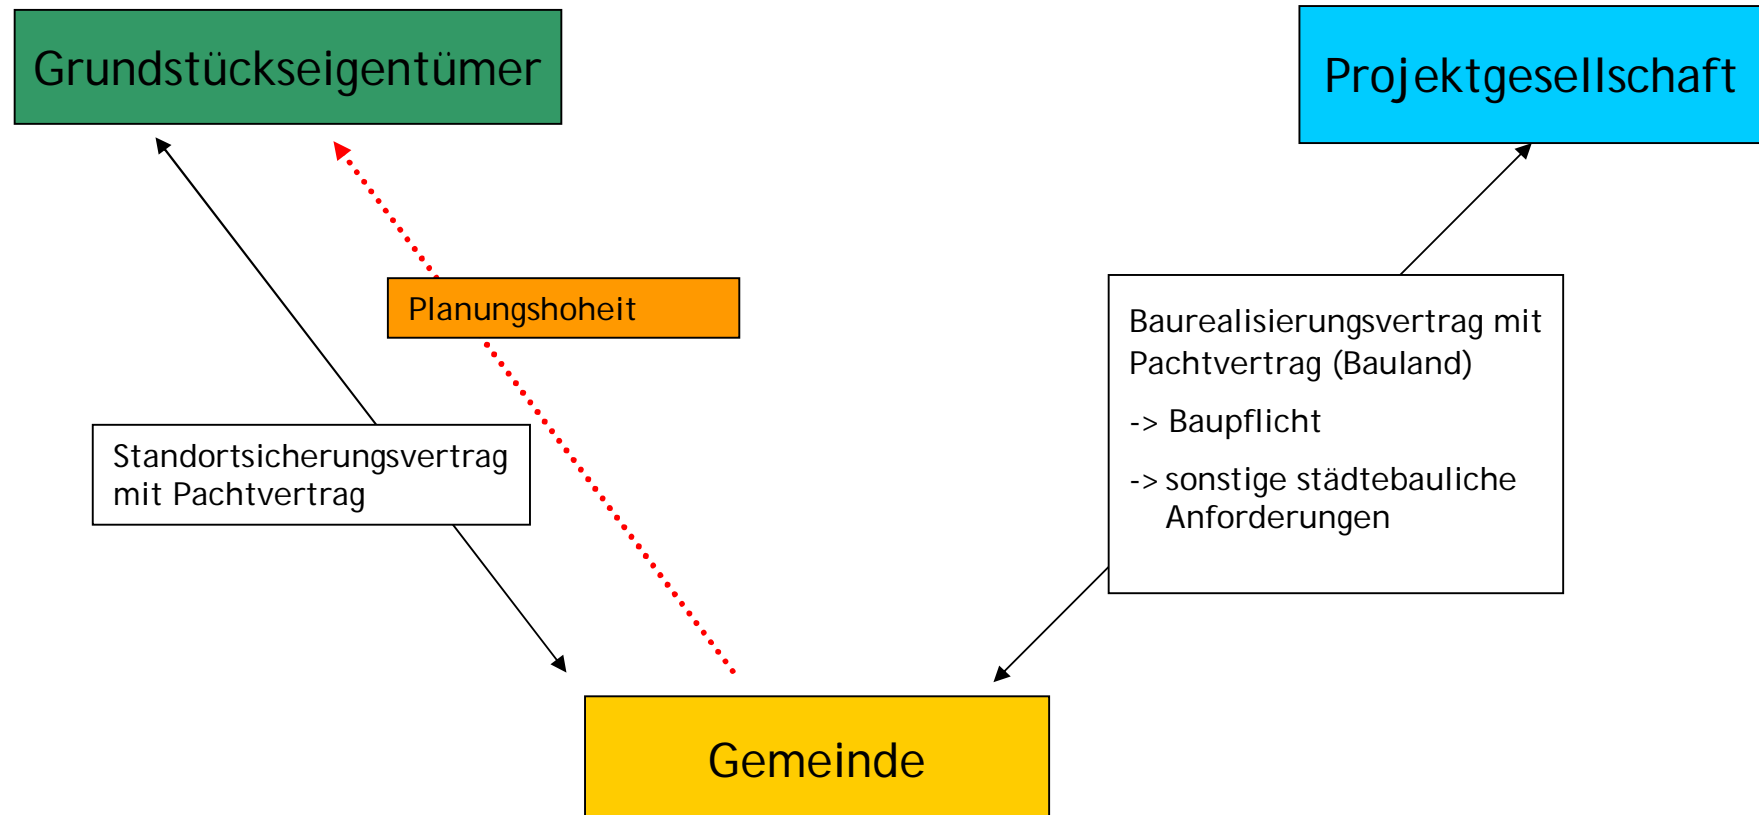 Grundstückseigentümer
Projektgesellschaft
Planungshoheit
Baurealisierungsvertrag mit
Pachtvertrag (Bauland)
-> Baupflicht
-> sonstige städtebauliche
Anforderungen
Standortsicherungsvertrag
mit Pachtvertrag
Gemeinde